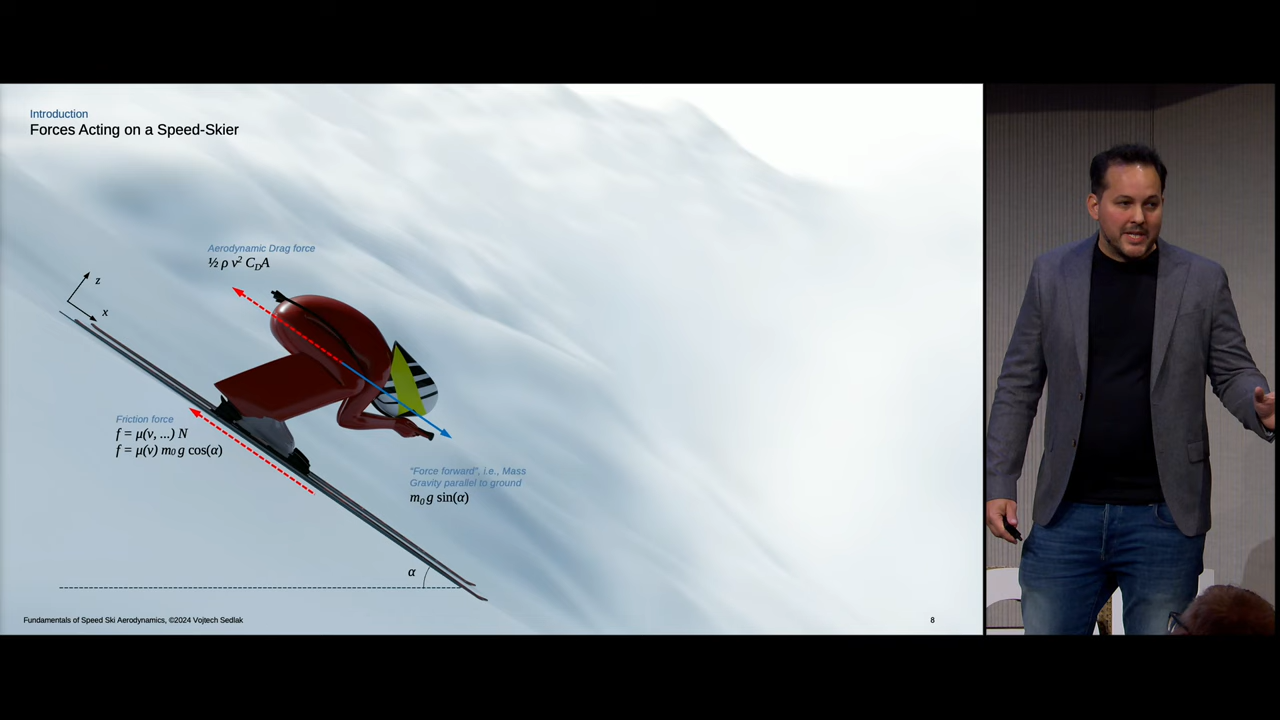 Introduction
Forces Acting on a Speed-Skier
Aerodynamic Drag force
½ ρ v² C_DA
z
x
Friction force
f = μ(v, ...) N
f = μ(v) m₀ g cos(α)
"Force forward", i.e., Mass
Gravity parallel to ground
m₀ g sin(α)
α
Fundamentals of Speed Ski Aerodynamics, ©2024 Vojtech Sedlak
8